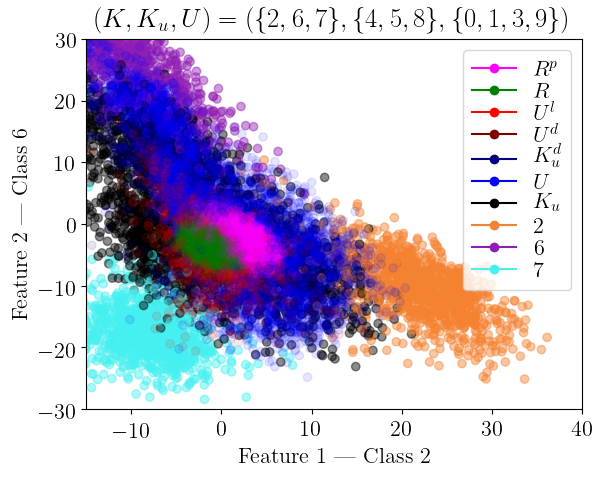 (K, K_u, U) = ({2, 6, 7}, {4, 5, 8}, {0, 1, 3, 9})
30
20
10
0
−10
−20
−30
Feature 2 — Class 6
R^p
R
U^l
U^d
K_u^d
U
K_u
2
6
7
−10
0
10
20
30
40
Feature 1 — Class 2